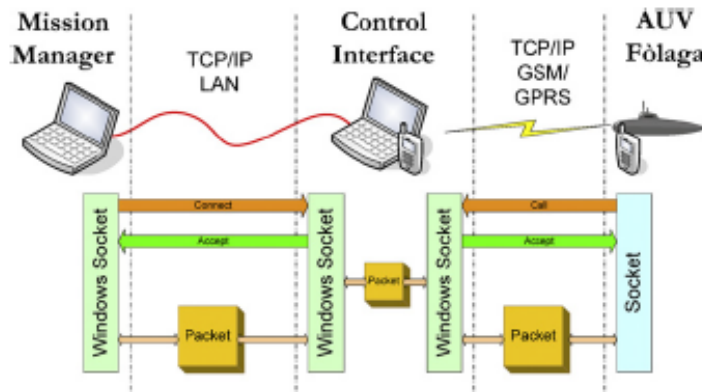 Mission
Manager
TCP/IP
LAN
Control
Interface
TCP/IP
GSM/
GPRS
AUV
Fòlaga
Windows Socket
Connect
Accept
Packet
Windows Socket
Packet
Windows Socket
Call
Accept
Packet
Socket